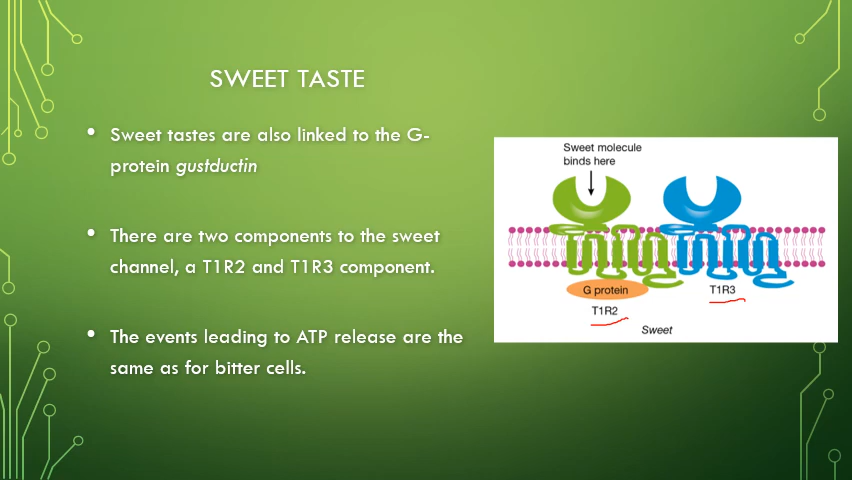 SWEET TASTE
• Sweet tastes are also linked to the G-
protein gustductin
• There are two components to the sweet
channel, a T1R2 and T1R3 component.
• The events leading to ATP release are the
same as for bitter cells.
Sweet molecule
binds here
G protein
T1R3
T1R2
Sweet